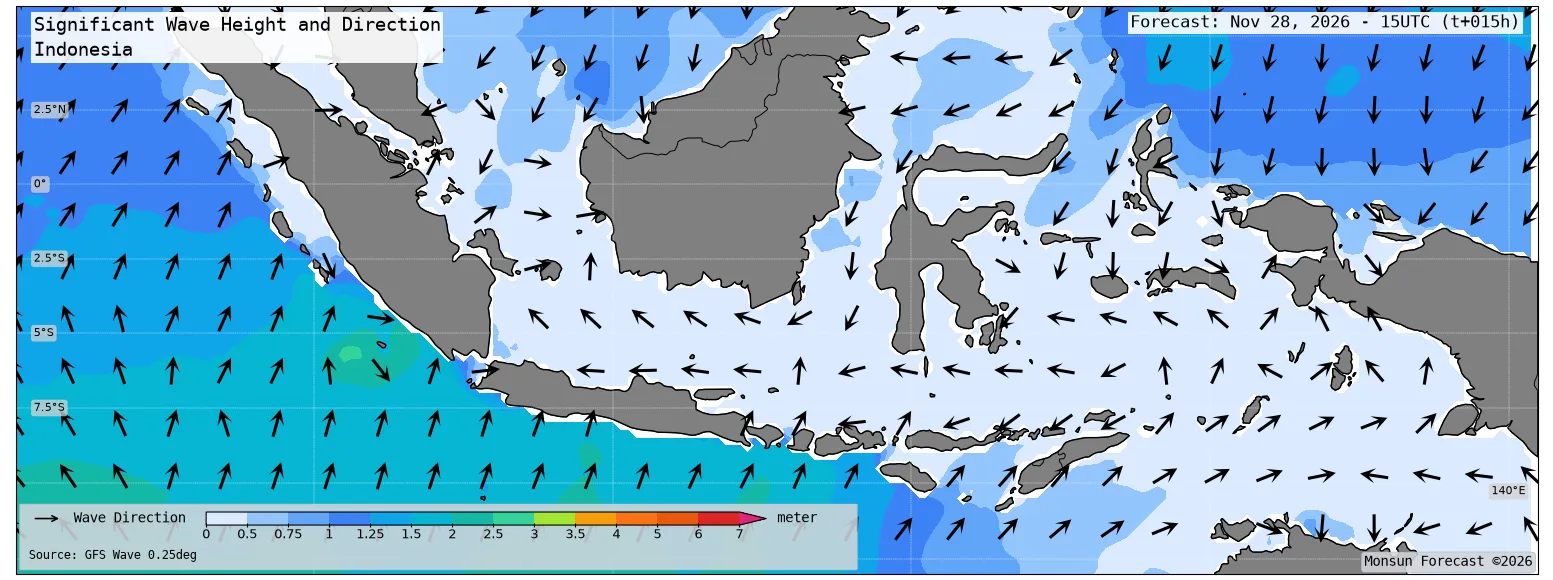 Significant Wave Height and Direction
Indonesia
Forecast: Nov 28, 2026 - 15UTC (t+015h)
2.5°N
0°
2.5°S
5°S
7.5°S
140°E
Wave Direction
0 0.5 0.75 1 1.25 1.5 2 2.5 3 3.5 4 5 6 7
meter
Source: GFS Wave 0.25deg
Monsun Forecast ©2026